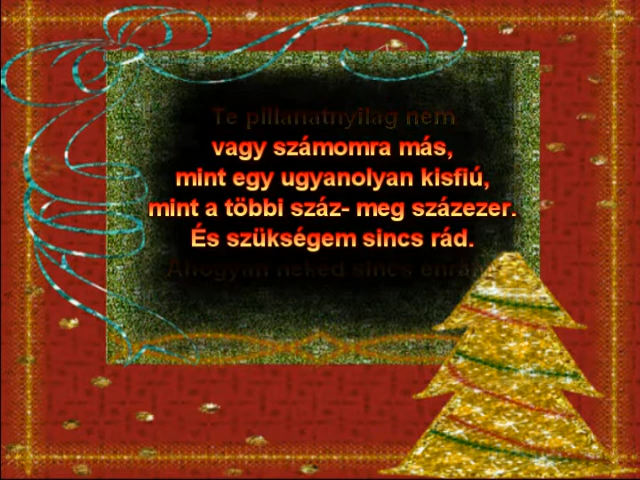 Te pillanatnyilag nem
vagy számomra más,
mint egy ugyanolyan kisfiú,
mint a többi száz- meg százezer.
És szükségem sincs rád.
Ahogyan neked sincs énrám